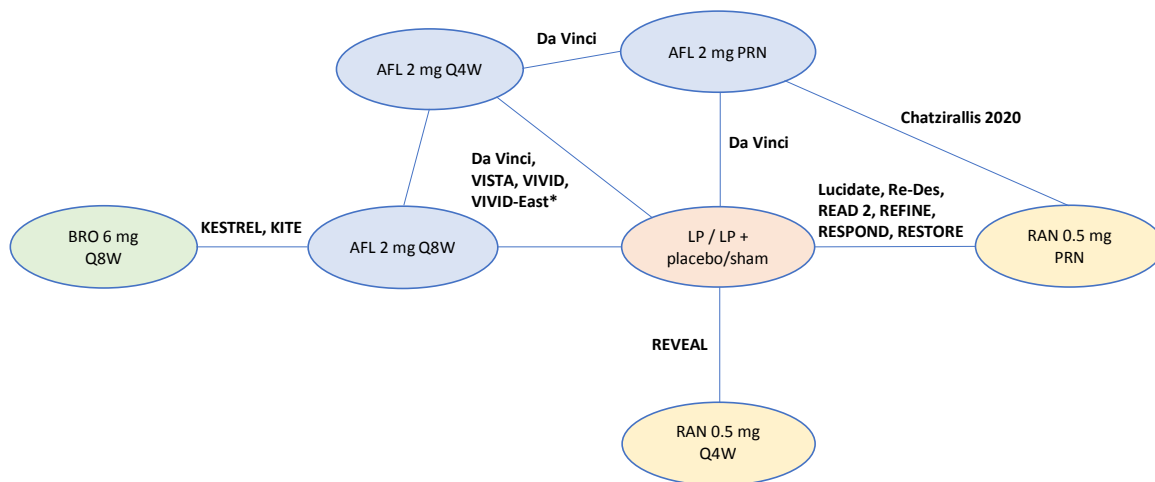 Da Vinci
AFL 2 mg Q4W
AFL 2 mg PRN
Chatzirallis 2020
Da Vinci,
VISTA, VIVID,
VIVID-East*
Da Vinci
Lucidate, Re-Des,
READ 2, REFINE,
RESPOND, RESTORE
BRO 6 mg
Q8W
KESTREL, KITE
AFL 2 mg Q8W
LP / LP +
placebo/sham
RAN 0.5 mg
PRN
REVEAL
RAN 0.5 mg
Q4W